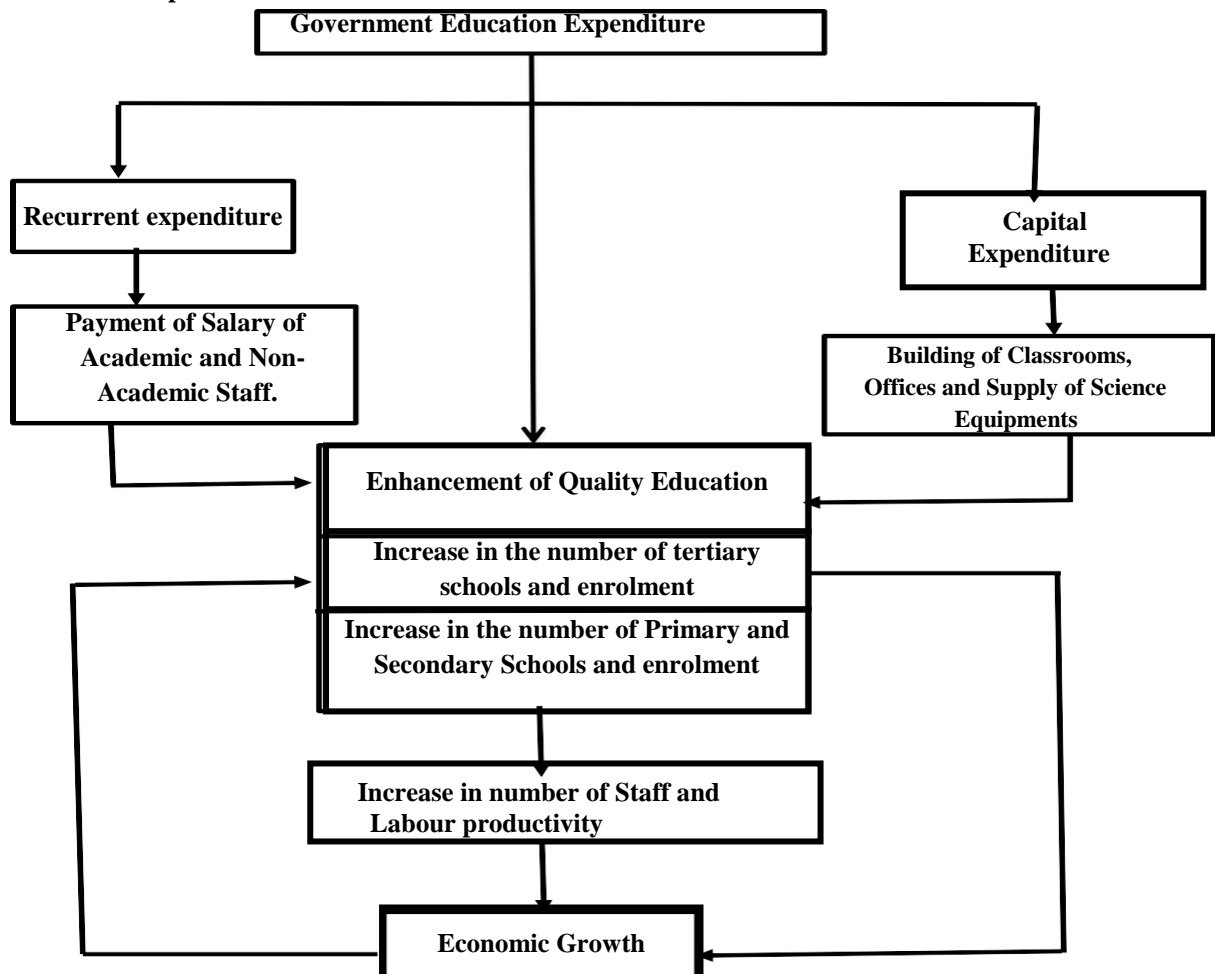 Government Education Expenditure
Recurrent expenditure
Capital
Expenditure
Payment of Salary of
Academic and Non-
Academic Staff.
Building of Classrooms,
Offices and Supply of Science
Equipments
Enhancement of Quality Education
Increase in the number of tertiary
schools and enrolment
Increase in the number of Primary and
Secondary Schools and enrolment
Increase in number of Staff and
Labour productivity
Economic Growth